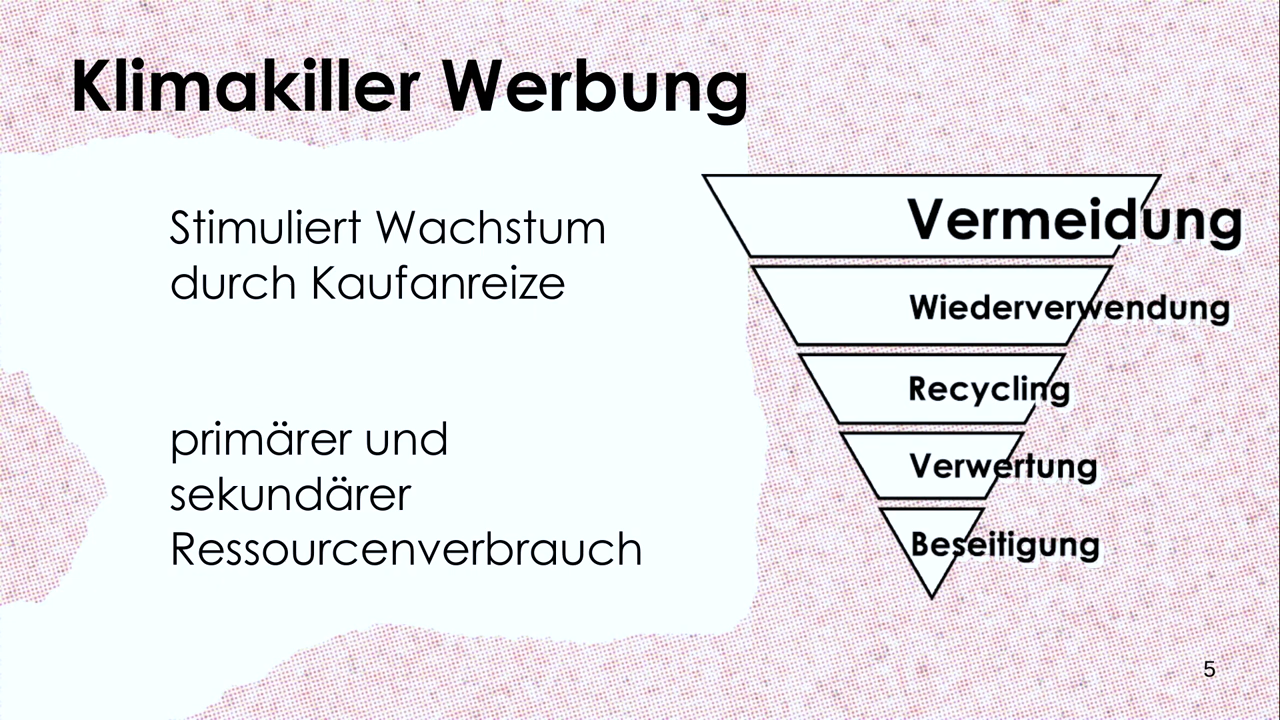 Klimakiller Werbung
Stimuliert Wachstum
durch Kaufanreize
primärer und
sekundärer
Ressourcenverbrauch
Vermeidung
Wiederverwendung
Recycling
Verwertung
Beseitigung
5